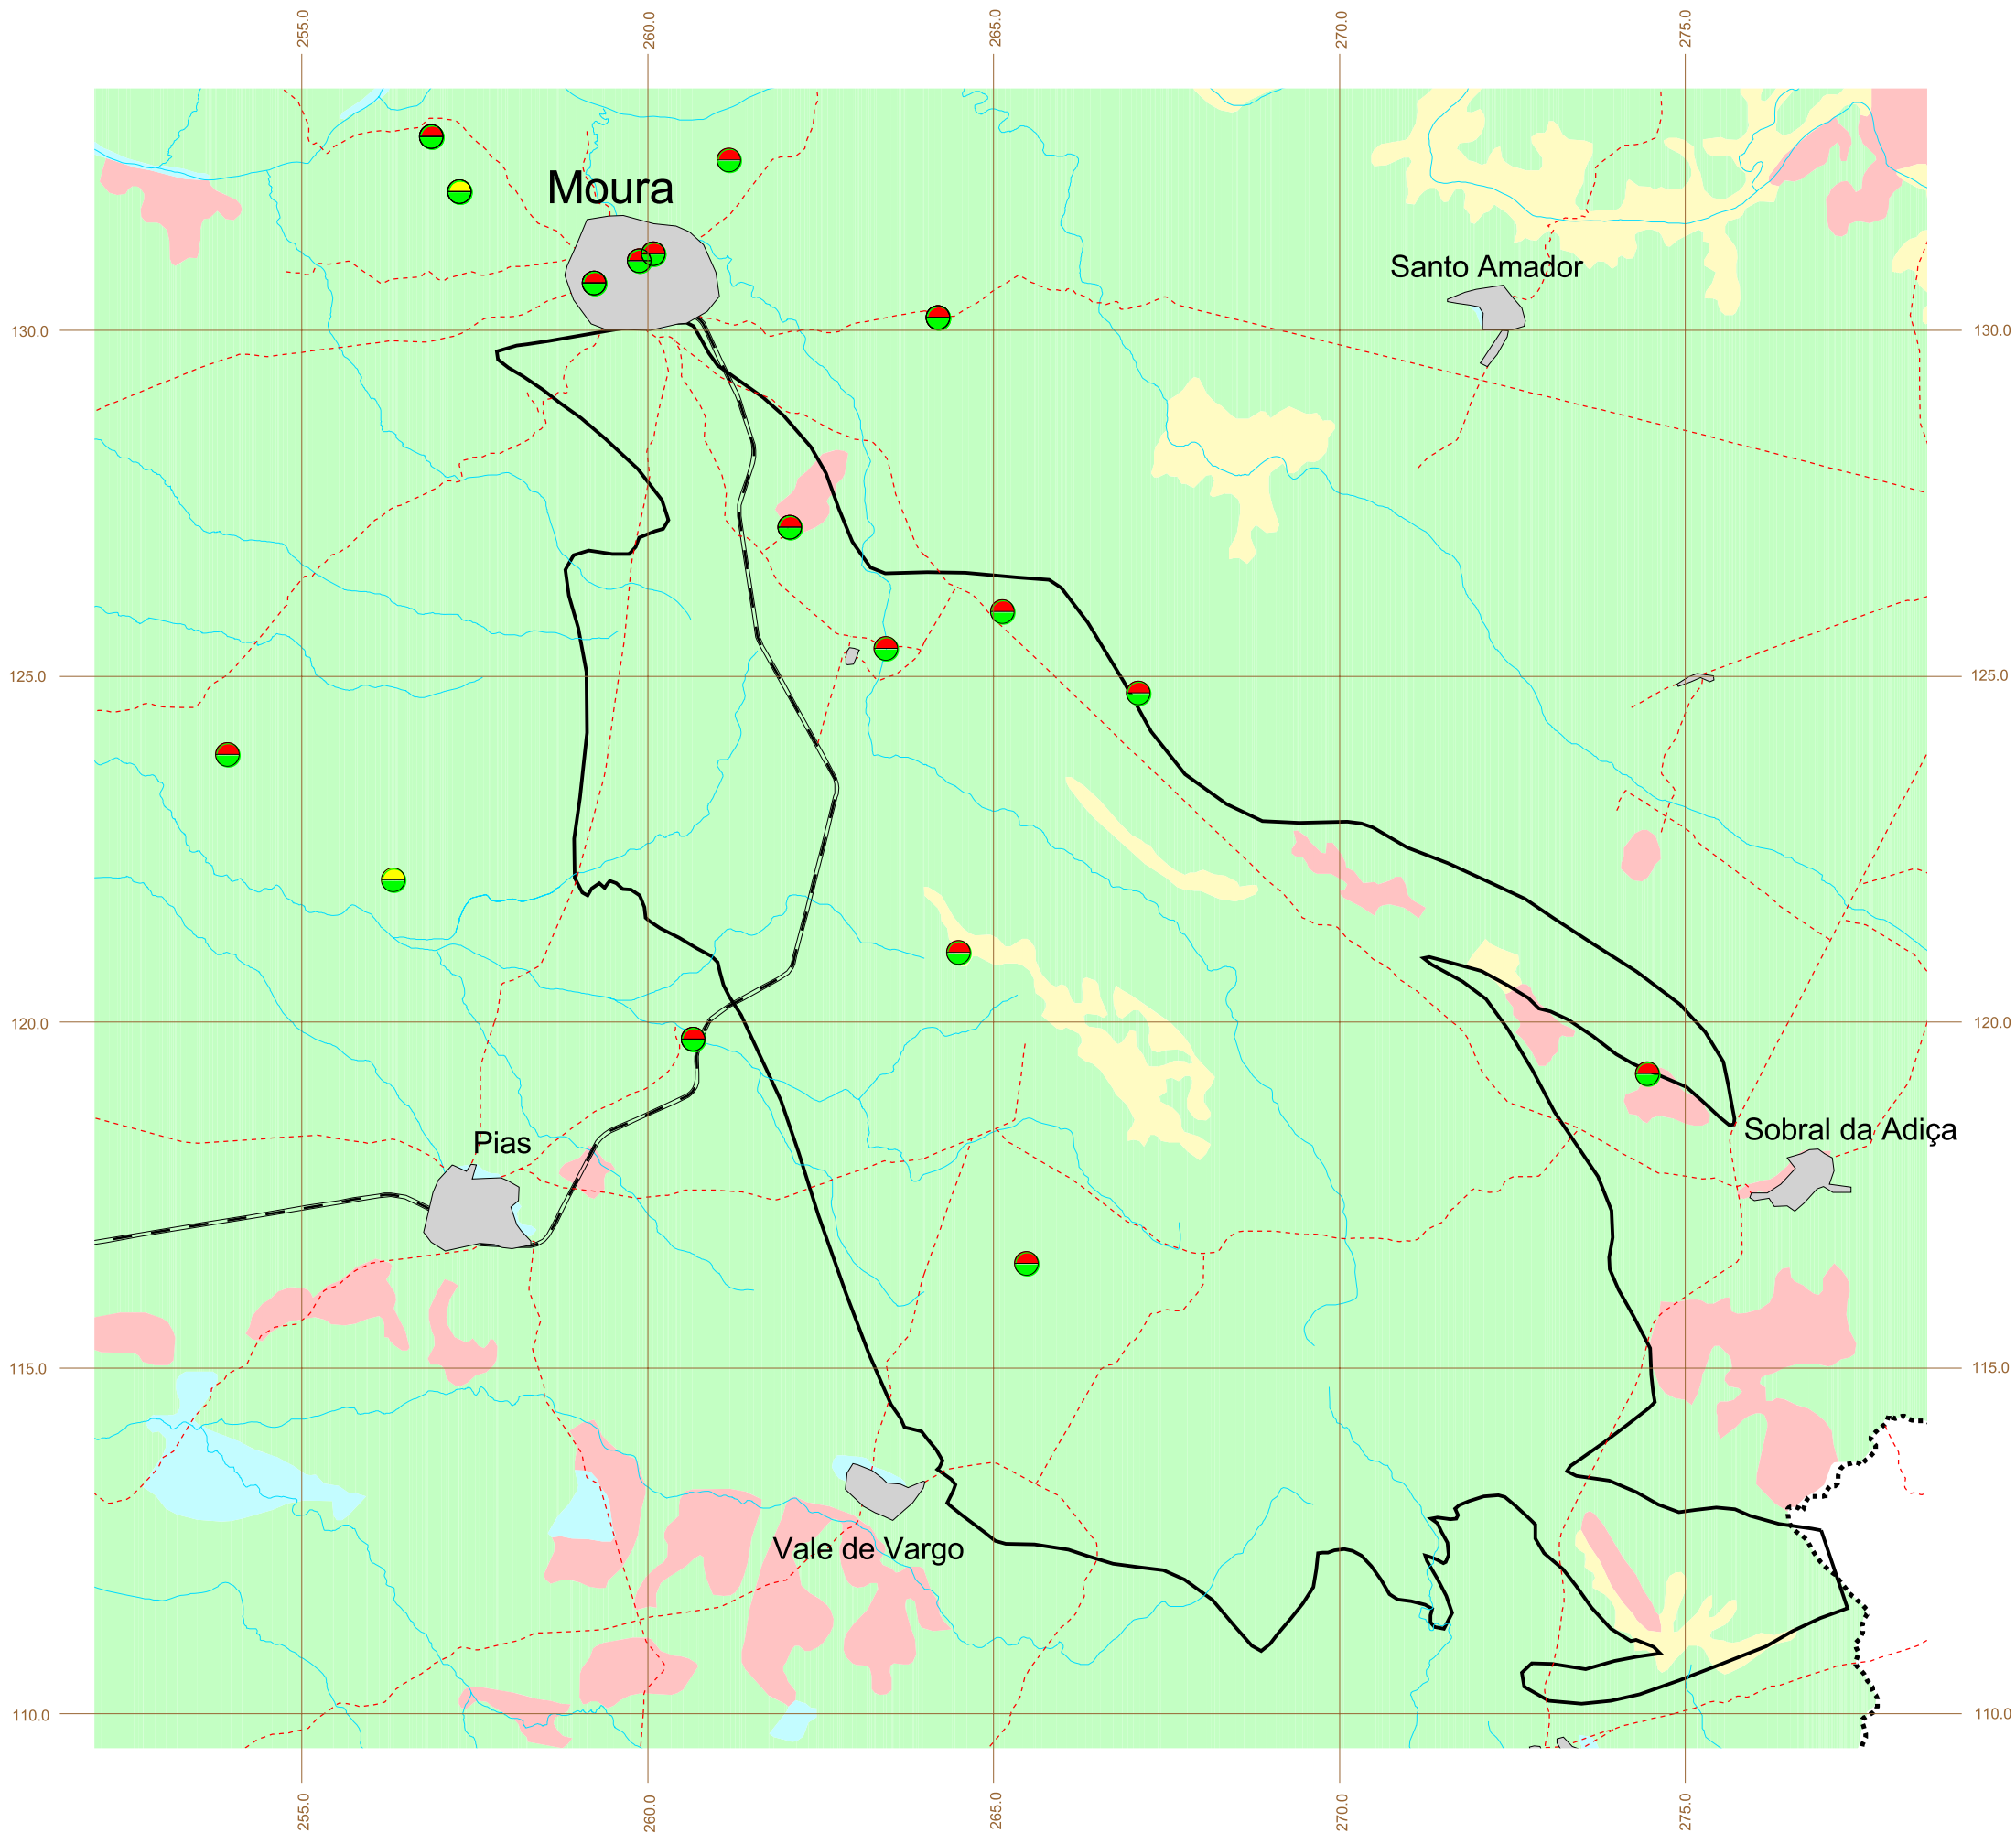 255.0 260.0 265.0 270.0 275.0
Moura
Santo Amador
130.0 130.0
125.0 125.0
120.0 120.0
Sobral da Adiça
Pias
115.0 115.0
Vale de Vargo
110.0 110.0
255.0 260.0 265.0 270.0 275.0